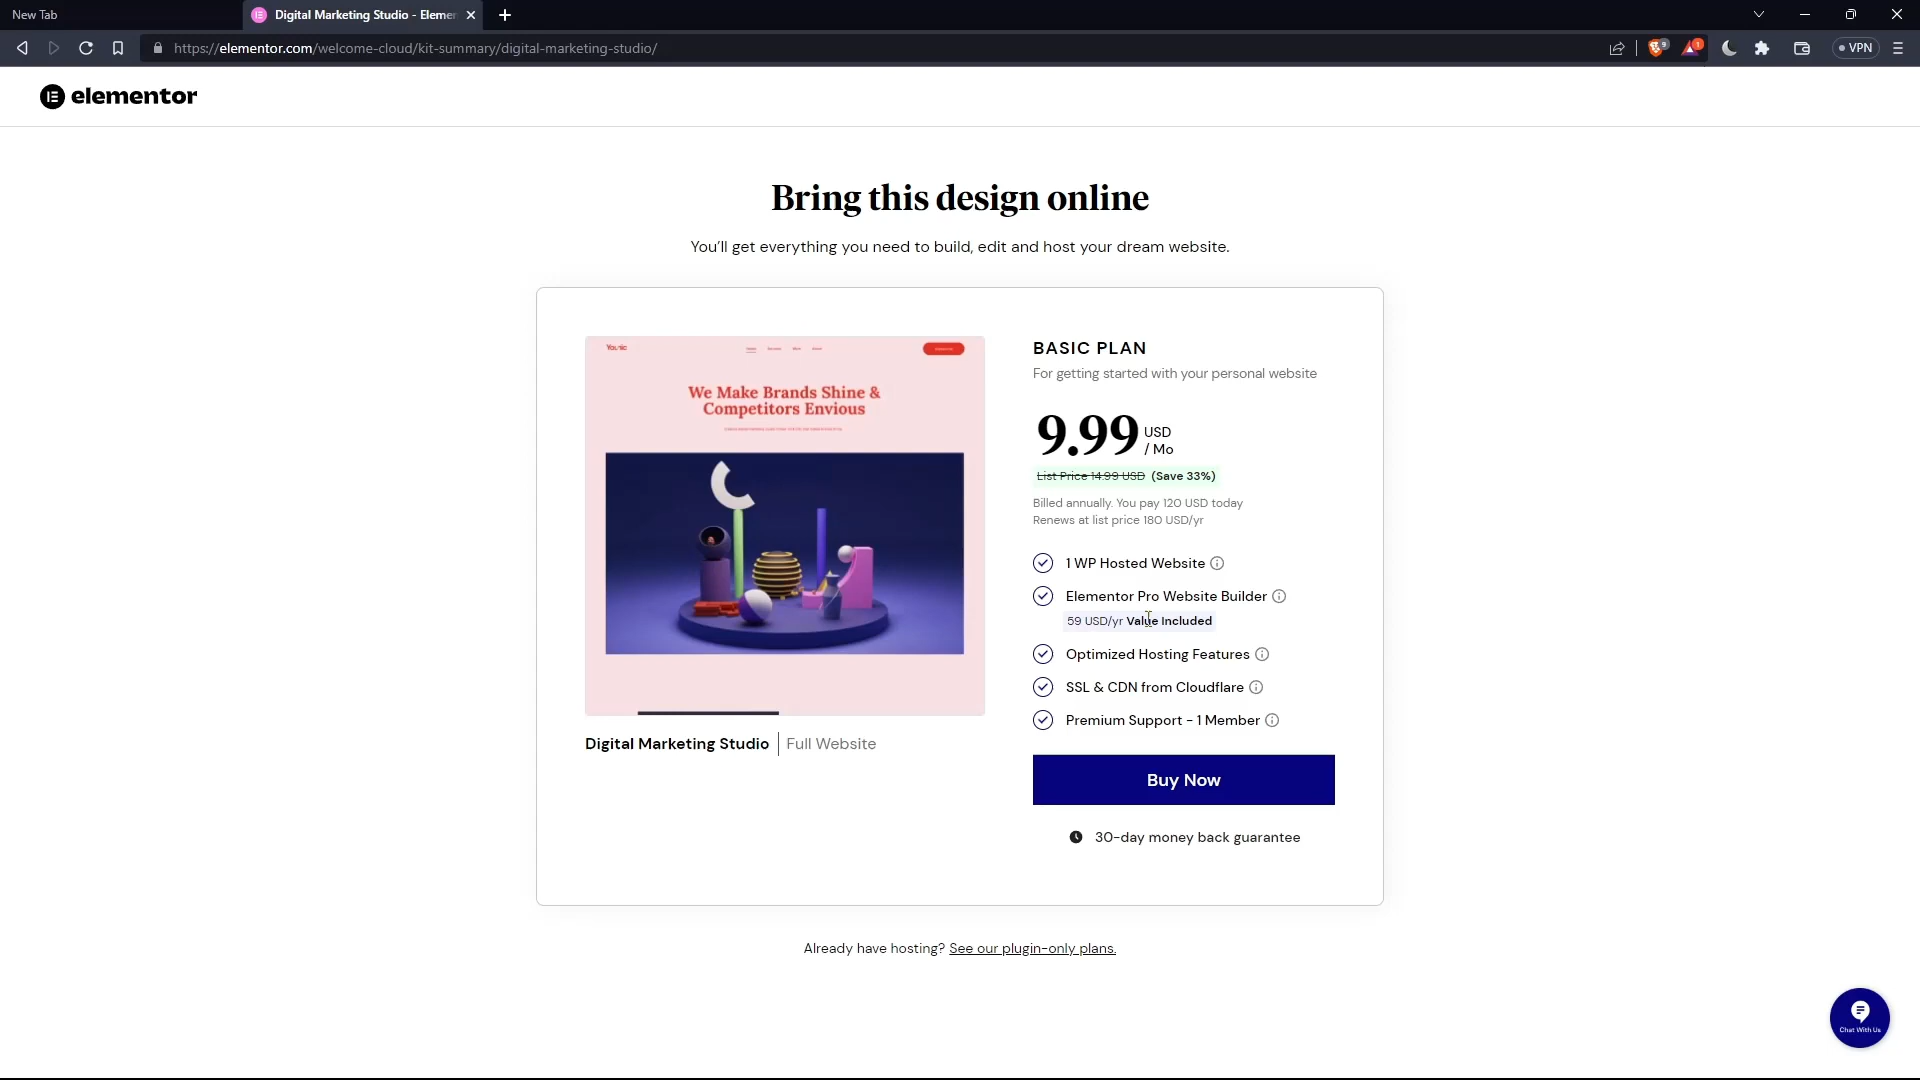 New Tab
Digital Marketing Studio - Elemen
https://elementor.com/welcome-cloud/kit-summary/digital-marketing-studio/
9
1
VPN
elementor
Bring this design online
You'll get everything you need to build, edit and host your dream website.
We Make Brands Shine &
Competitors Envious
Digital Marketing Studio | Full Website
BASIC PLAN
For getting started with your personal website
9.99 USD
/ Mo
List Price 14.99 USD (Save 33%)
Billed annually. You pay 120 USD today
Renews at list price 180 USD/yr
1 WP Hosted Website
Elementor Pro Website Builder
59 USD/yr Value Included
Optimized Hosting Features
SSL & CDN from Cloudflare
Premium Support - 1 Member
Buy Now
30-day money back guarantee
Already have hosting? See our plugin-only plans.
Chat With Us